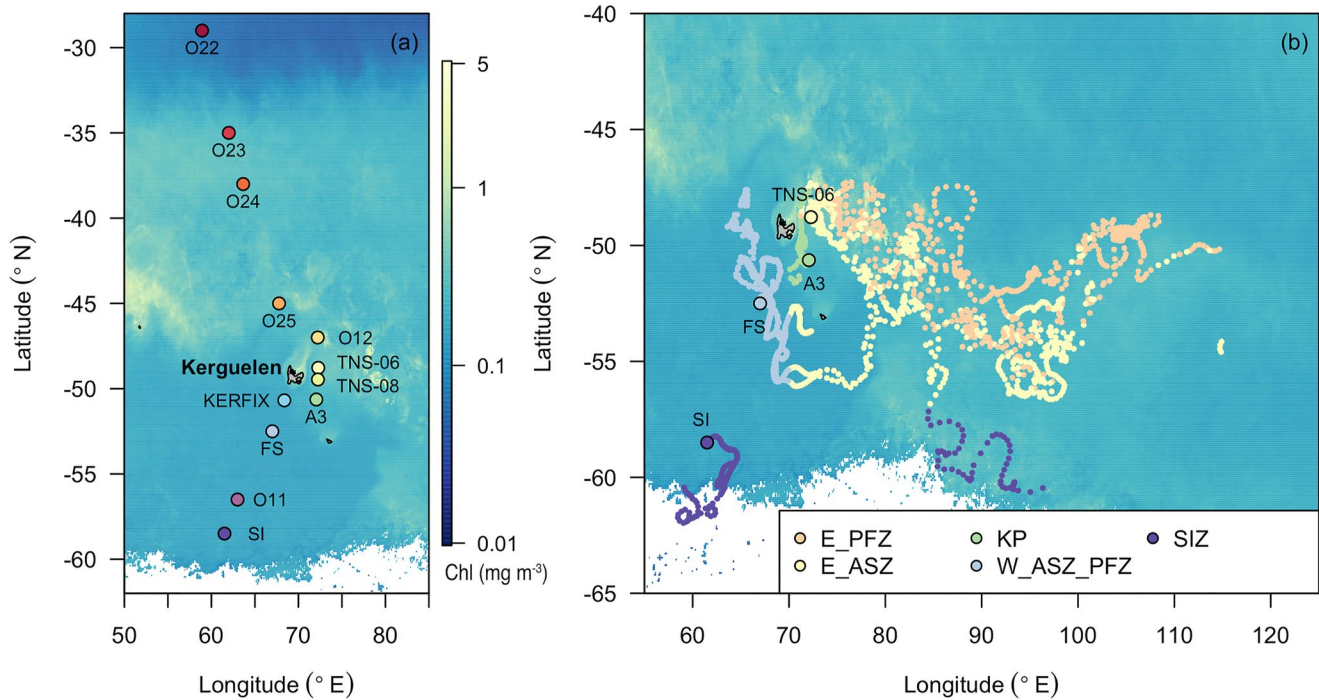 (a)
-30
-35
-40
-45
-50
-55
-60
Latitude (° N)
O22
O23
O24
O25
O12
TNS-06
Kerguelen
TNS-08
KERFIX
A3
FS
O11
SI
50
60
70
80
Longitude (° E)
5
1
0.1
0.01
Chl (mg m-3)
(b)
-40
-45
-50
-55
-60
-65
Latitude (° N)
TNS-06
A3
FS
SI
E_PFZ
KP
SIZ
E_ASZ
W_ASZ_PFZ
60
70
80
90
100
110
120
Longitude (° E)